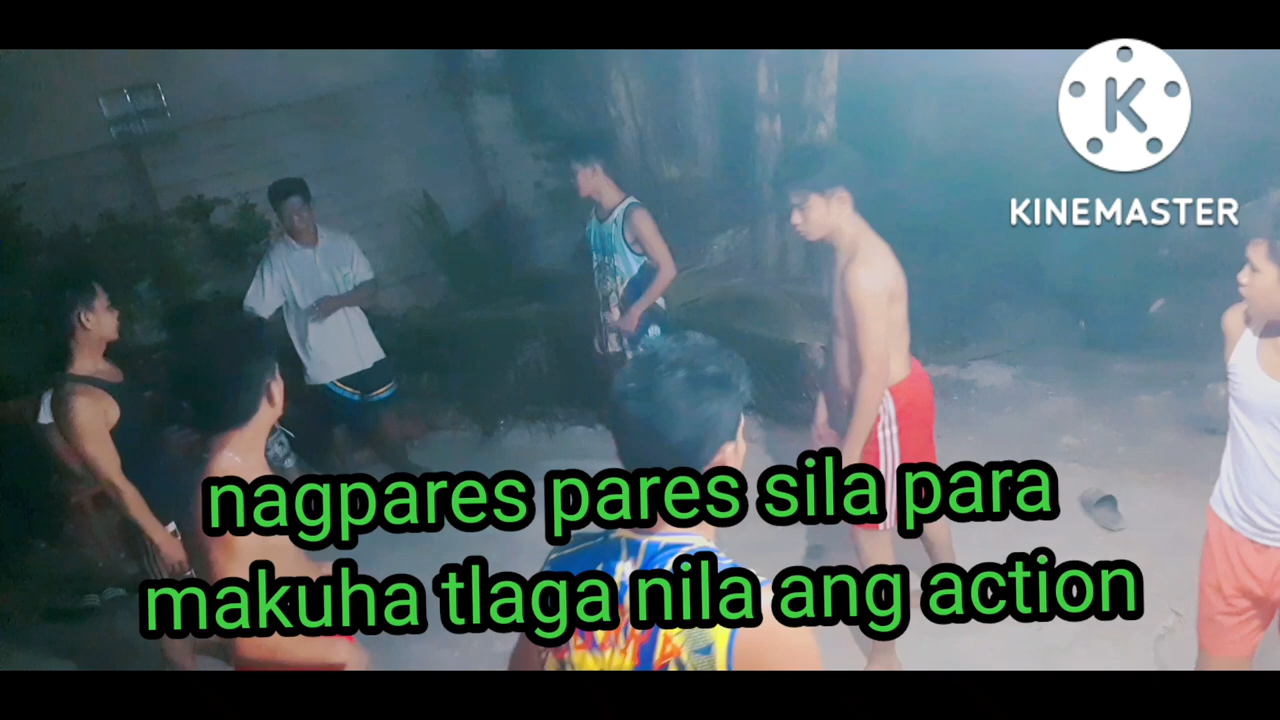 K
KINEMASTER
nagpares pares sila para
makuha tlaga nila ang action